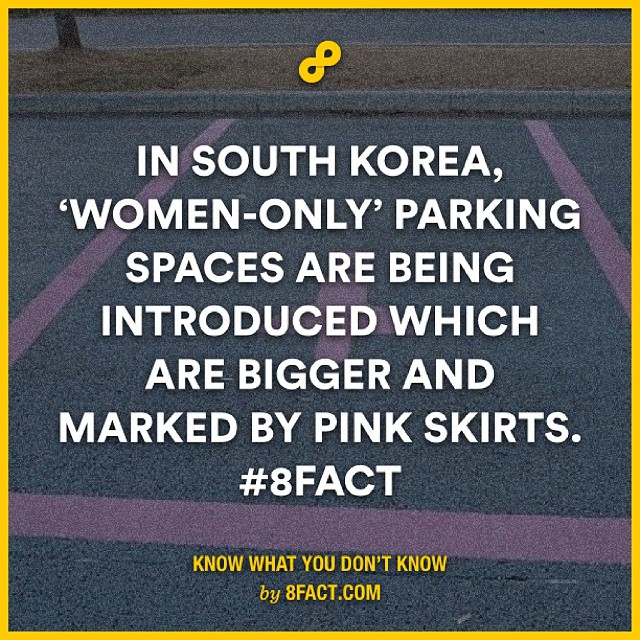 IN SOUTH KOREA,
‘WOMEN-ONLY’ PARKING
SPACES ARE BEING
INTRODUCED WHICH
ARE BIGGER AND
MARKED BY PINK SKIRTS.
#8FACT
KNOW WHAT YOU DON’T KNOW
by 8FACT.COM